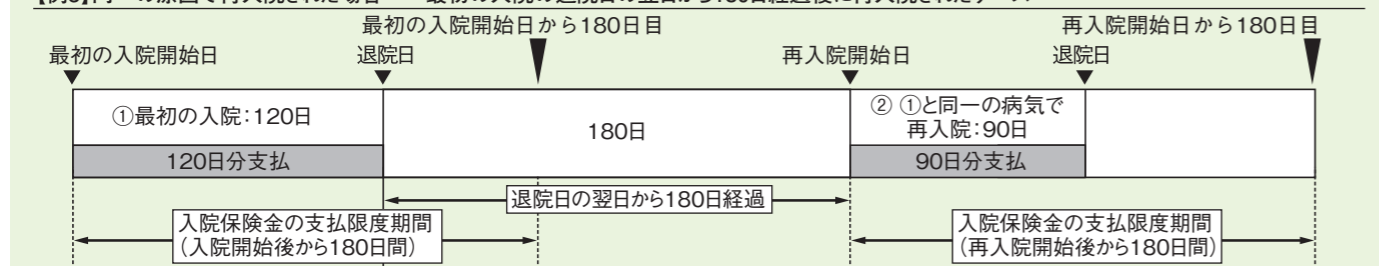 最初の入院開始日から180日目
再入院開始日から180日目
最初の入院開始日
退院日
再入院開始日
退院日
①最初の入院：120日
180日
② ①と同一の病気で
再入院：90日
120日分支払
90日分支払
退院日の翌日から180日経過
入院保険金の支払限度期間
（入院開始後から180日間）
入院保険金の支払限度期間
（再入院開始後から180日間）